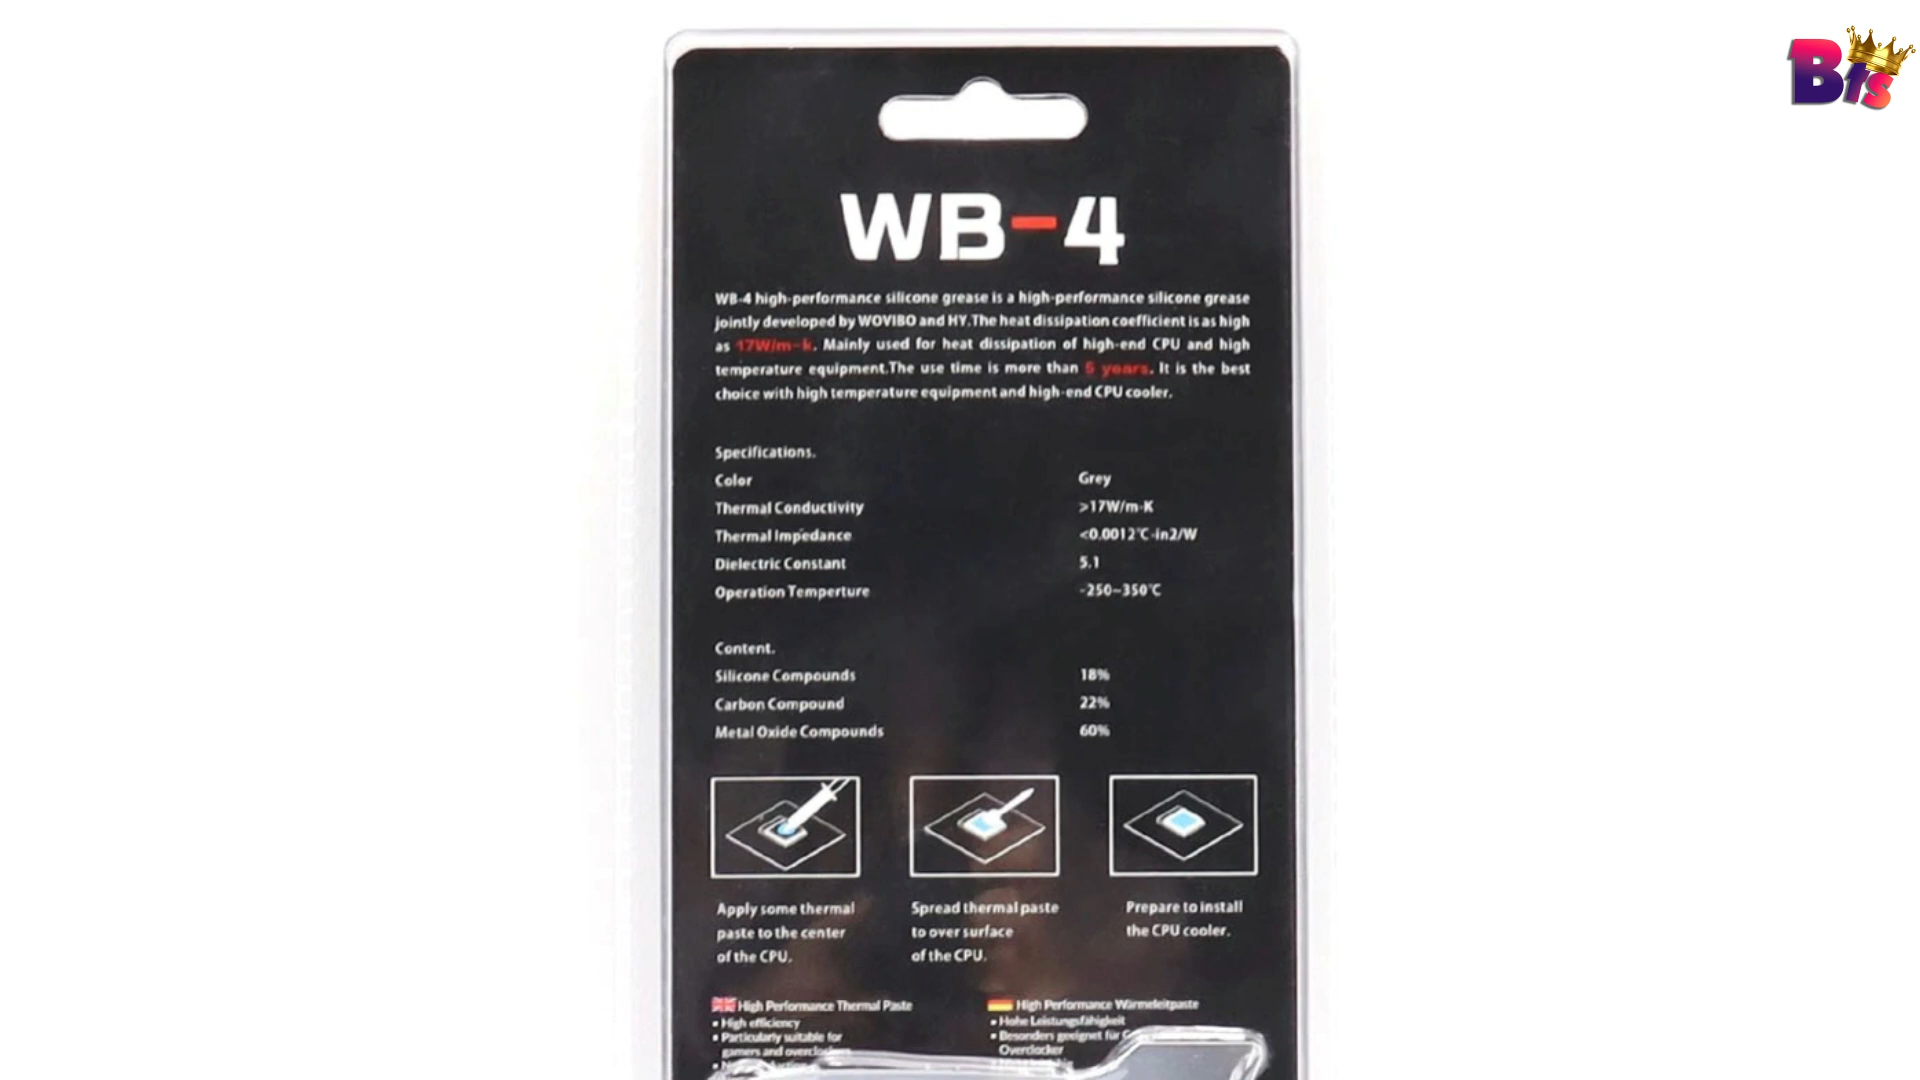 Bts
WB-4
WB-4 high-performance silicone grease is a high-performance silicone grease
jointly developed by WOVIBO and HY.The heat dissipation coefficient is as high
as 17W/m-k. Mainly used for heat dissipation of high-end CPU and high
temperature equipment.The use time is more than 5 years. It is the best
choice with high temperature equipment and high-end CPU cooler.
Specifications.
Color Grey
Thermal Conductivity >17W/m-K
Thermal Impedance <0.0012℃-in2/W
Dielectric Constant 5.1
Operation Temperture -250~350℃
Content.
Silicone Compounds 18%
Carbon Compound 22%
Metal Oxide Compounds 60%
Apply some thermal
paste to the center
of the CPU.
Spread thermal paste
to over surface
of the CPU.
Prepare to install
the CPU cooler.
High Performance Thermal Paste
▪ High efficiency
▪ Particularly suitable for
gamers and
High Performance Wärmeleitpaste
▪ Hohe Leistungsfähigkeit
▪ Besonders geeignet für
Overclocker